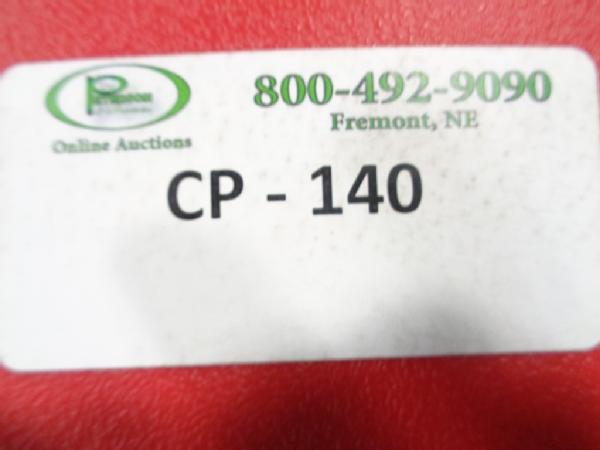 800-492-9090
Fremont, NE
Online Auctions
CP - 140